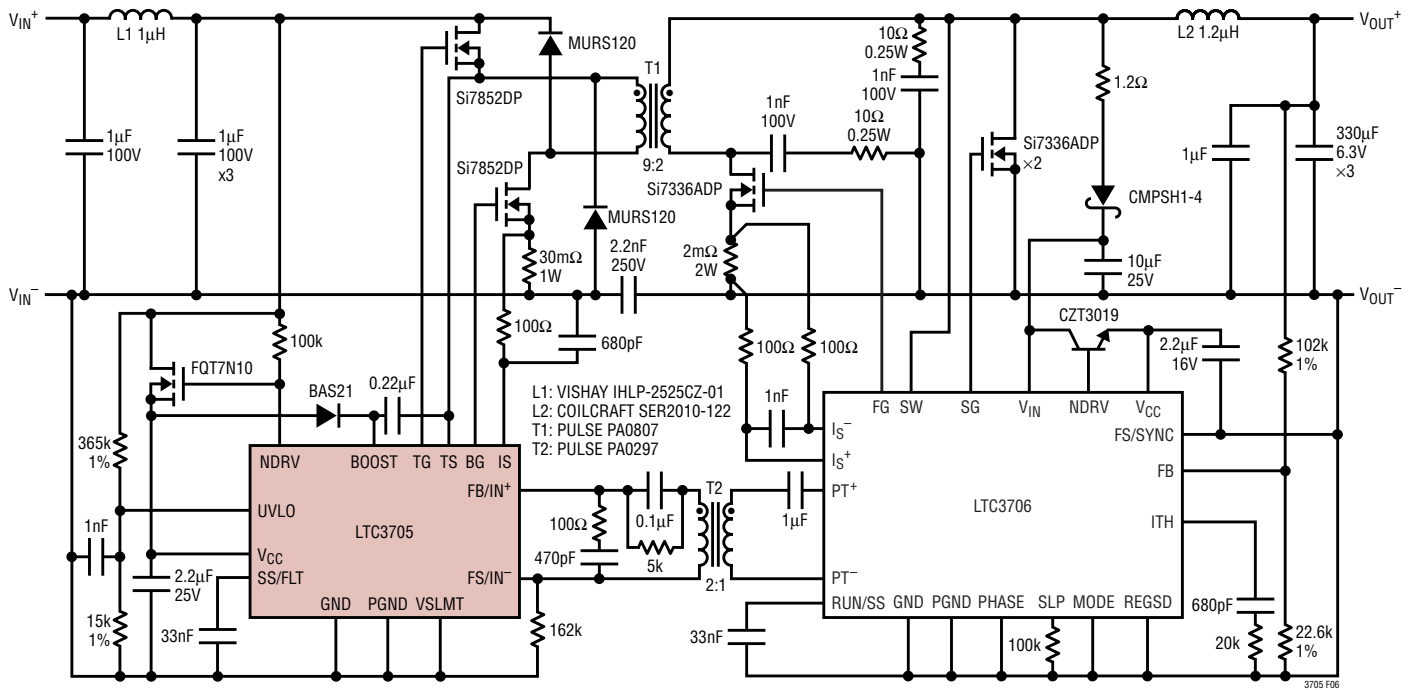 VIN+
L1 1µH
1µF
100V
1µF
100V
x3
Si7852DP
MURS120
Si7852DP
30mΩ
1W
MURS120
2.2nF
250V
T1
9:2
1nF
100V
10Ω
0.25W
10Ω
0.25W
1nF
100V
Si7336ADP
2mΩ
2W
Si7336ADP
×2
1.2Ω
CMPSH1-4
10µF
25V
L2 1.2µH
VOUT+
1µF
330µF
6.3V
×3
VIN−
VOUT−
100k
FQT7N10
BAS21
0.22µF
100Ω
680pF
L1: VISHAY IHLP-2525CZ-01
L2: COILCRAFT SER2010-122
T1: PULSE PA0807
T2: PULSE PA0297
100Ω
100Ω
1nF
CZT3019
2.2µF
16V
102k
1%
365k
1%
1nF
15k
1%
2.2µF
25V
33nF
NDRV
BOOST
TG
TS
BG
IS
UVLO
FB/IN+
LTC3705
VCC
SS/FLT
FS/IN−
GND
PGND
VSLMT
100Ω
470pF
0.1µF
5k
162k
T2
2:1
1µF
FG
SW
SG
VIN
NDRV
VCC
IS−
IS+
FS/SYNC
FB
PT+
LTC3706
ITH
PT−
RUN/SS
GND
PGND
PHASE
SLP
MODE
REGSD
33nF
100k
680pF
20k
22.6k
1%
3705 F06